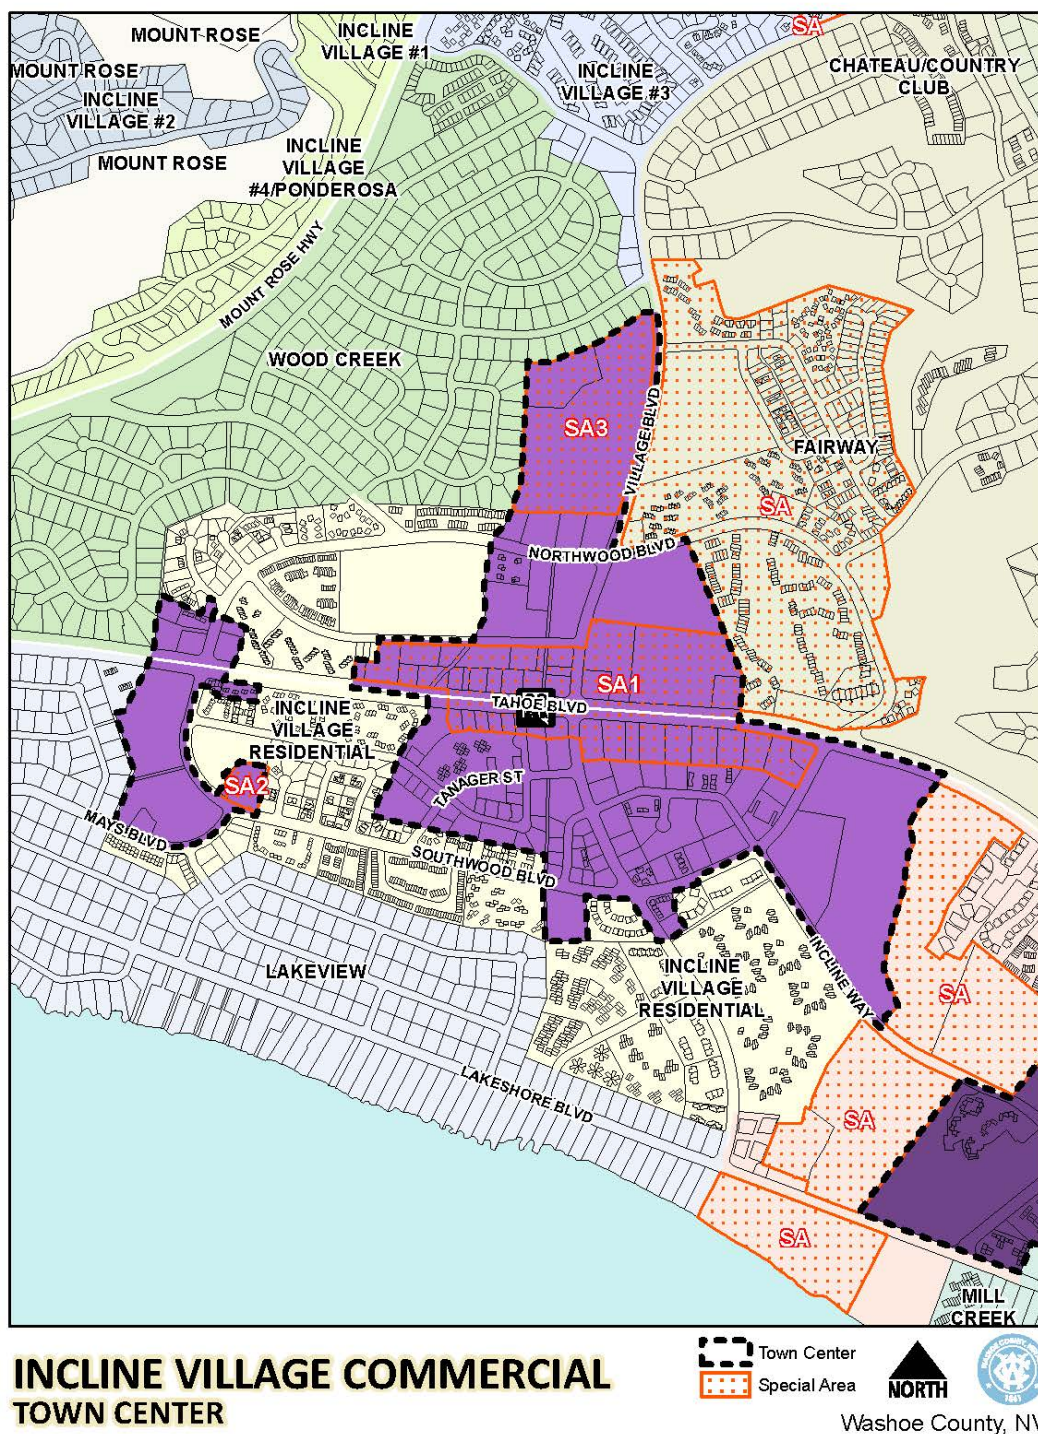 MOUNT ROSE
INCLINE
VILLAGE #1
SA
MOUNT ROSE
INCLINE
VILLAGE #2
INCLINE
VILLAGE #3
CHATEAU/COUNTRY
CLUB
MOUNT ROSE
INCLINE
VILLAGE
#4/PONDEROSA
MOUNT ROSE HWY
WOOD CREEK
SA3
VILLAGE BLVD
FAIRWAY
SA
NORTHWOOD BLVD
SA1
TAHOE BLVD
INCLINE
VILLAGE
RESIDENTIAL
SA2
TANAGER ST
MAYS BLVD
SOUTHWOOD BLVD
LAKEVIEW
INCLINE
VILLAGE
RESIDENTIAL
INCLINE WAY
SA
LAKESHORE BLVD
SA
SA
MILL
CREEK
INCLINE VILLAGE COMMERCIAL
TOWN CENTER
Town Center
Special Area
NORTH
1861
Washoe County, NV